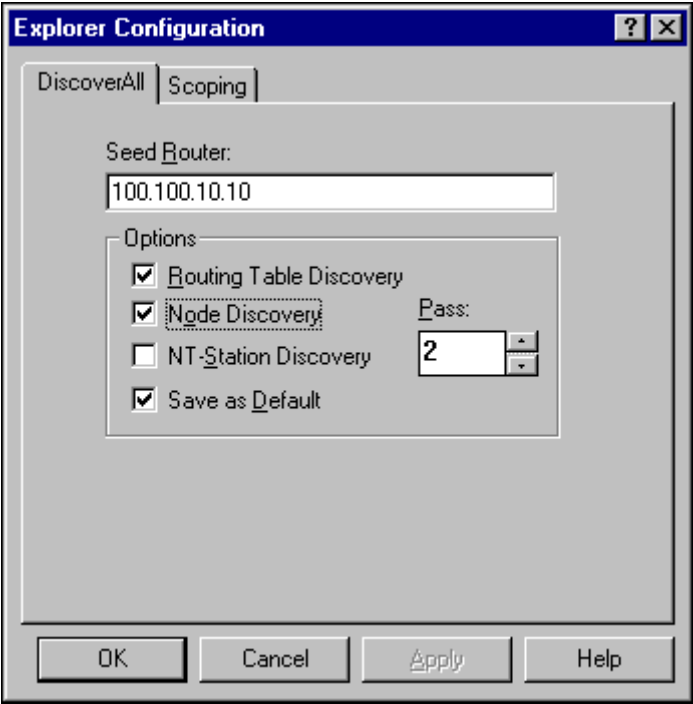 Explorer Configuration
DiscoverAll Scoping
Seed Router:
100.100.10.10
Options
Routing Table Discovery
Node Discovery
Pass:
NT-Station Discovery
2
Save as Default
OK Cancel Apply Help